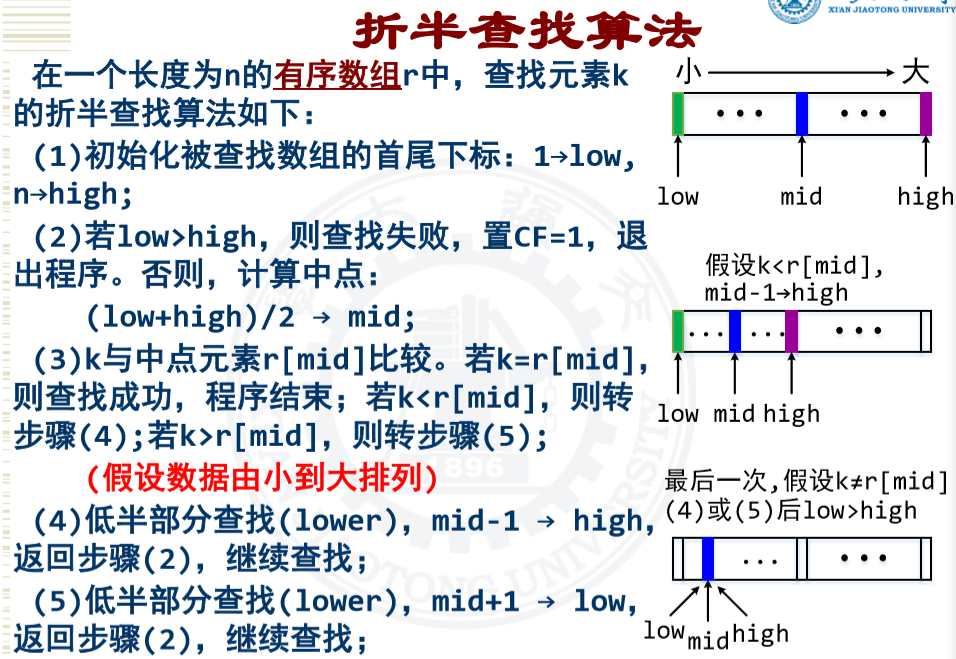 XIAN JIAOTONG UNIVERSITY
折半查找算法
在一个长度为n的有序数组r中，查找元素k
的折半查找算法如下：
(1)初始化被查找数组的首尾下标：1→low,
n→high;
(2)若low>high，则查找失败，置CF=1，退
出程序。否则，计算中点：
(low+high)/2 → mid;
(3)k与中点元素r[mid]比较。若k=r[mid]，
则查找成功，程序结束；若k<r[mid]，则转
步骤(4);若k>r[mid]，则转步骤(5);
(假设数据由小到大排列)
(4)低半部分查找(lower)，mid-1 → high,
返回步骤(2)，继续查找；
(5)低半部分查找(lower)，mid+1 → low,
返回步骤(2)，继续查找；
小 → 大
... ...
low mid high
假设k<r[mid],
mid-1→high
... ... ...
low mid high
最后一次,假设k≠r[mid]
(4)或(5)后low>high
... ...
low mid high
1896